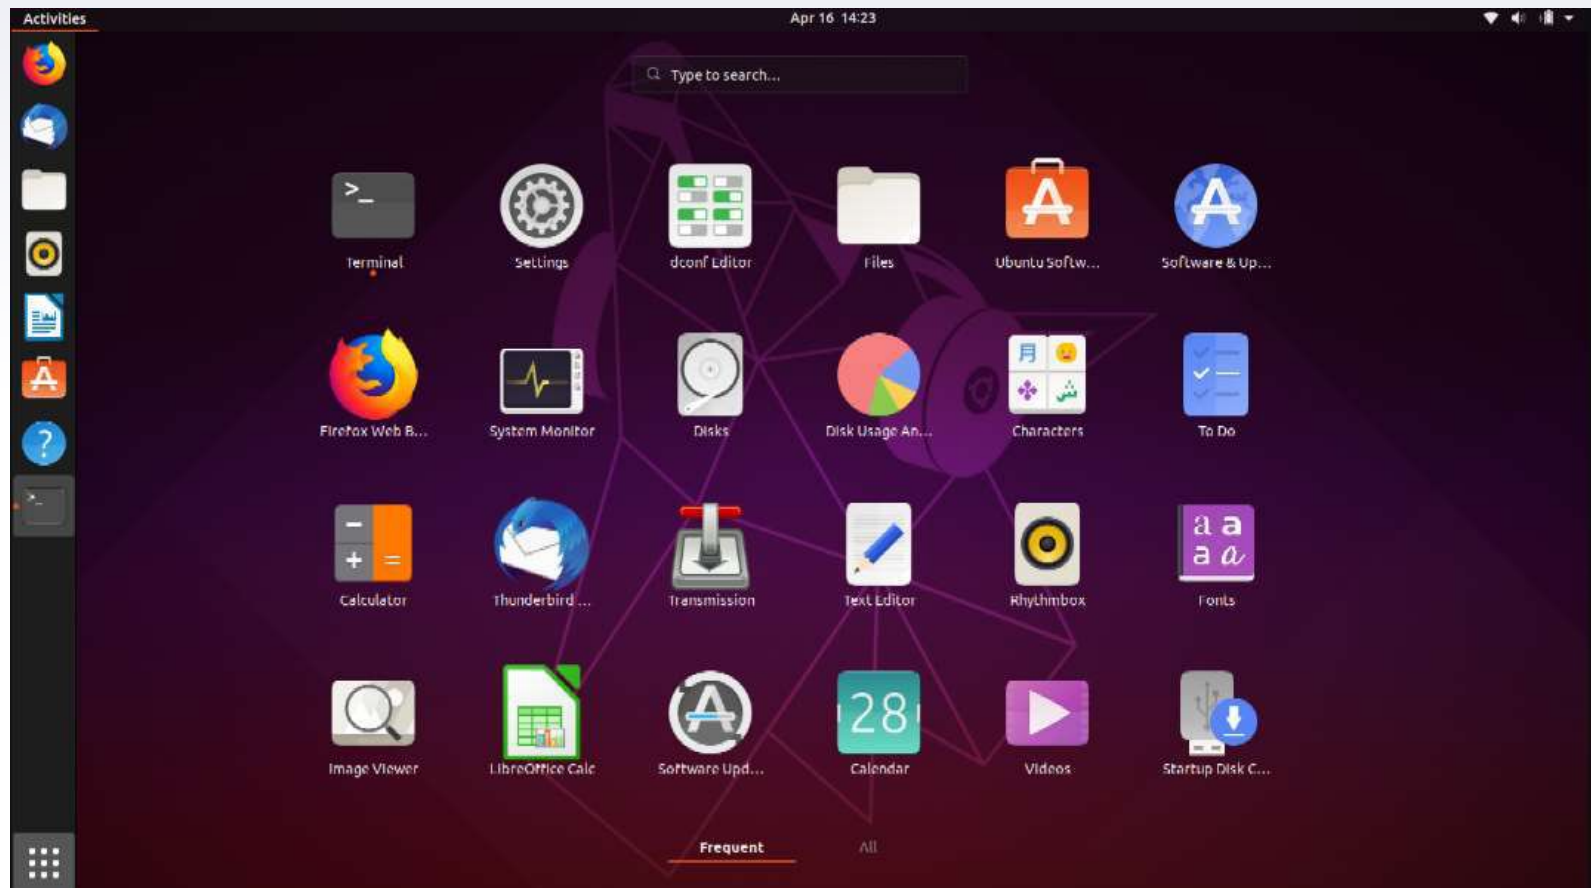 Activities
Apr 16 14:23
Type to search...
>_
Terminal
Settings
dconf Editor
Files
Ubuntu Softw...
Software & Up...
Firefox Web B...
System Monitor
Disks
Disk Usage An...
月
ش
Characters
To Do
Calculator
Thunderbird ...
Transmission
Text Editor
Rhythmbox
a a
a a
Fonts
Image Viewer
LibreOffice Calc
Software Upd...
28
Calendar
Videos
Startup Disk C...
Frequent
All